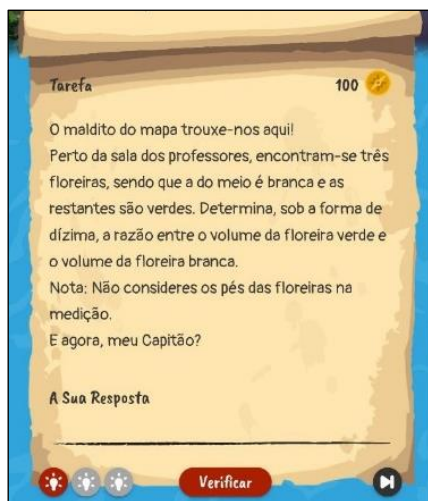 Tarefa 100
O maldito do mapa trouxe-nos aqui!
Perto da sala dos professores, encontram-se três
floreiras, sendo que a do meio é branca e as
restantes são verdes. Determina, sob a forma de
dízima, a razão entre o volume da floreira verde e
o volume da floreira branca.
Nota: Não consideres os pés das floreiras na
medição.
E agora, meu Capitão?
A Sua Resposta
Verificar